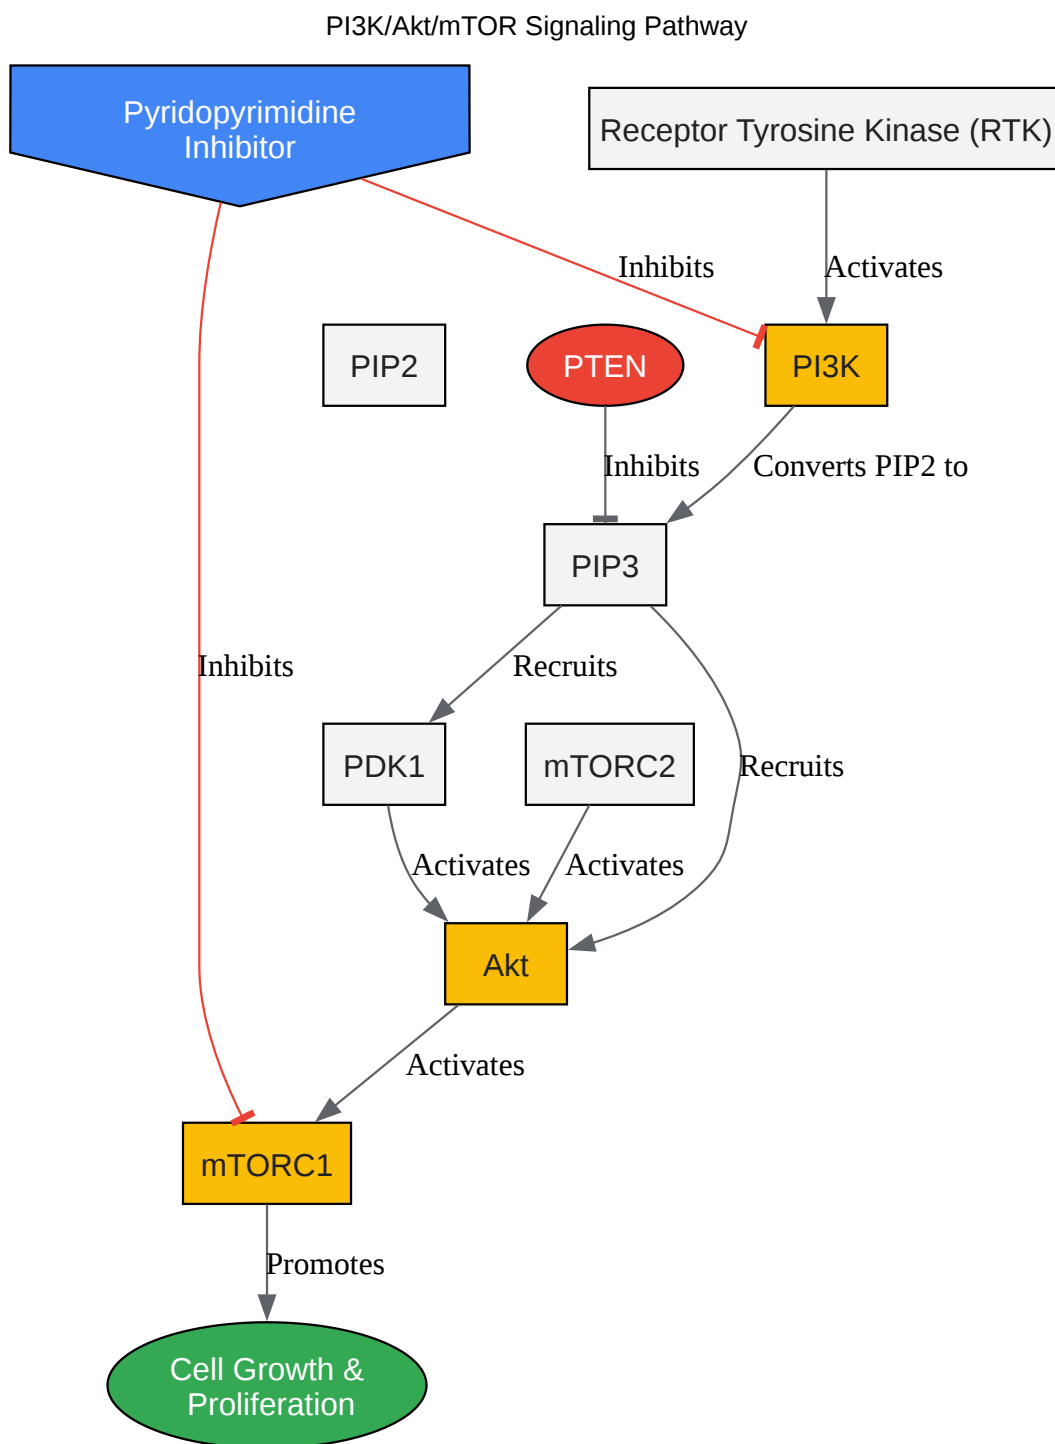 PI3K/Akt/mTOR Signaling Pathway
Pyridopyrimidine
Inhibitor
Receptor Tyrosine Kinase (RTK)
Inhibits
Activates
PIP2
PTEN
PI3K
Inhibits
Converts PIP2 to
PIP3
Inhibits
Recruits
PDK1
mTORC2
Recruits
Activates
Activates
Akt
Activates
mTORC1
Promotes
Cell Growth &
Proliferation